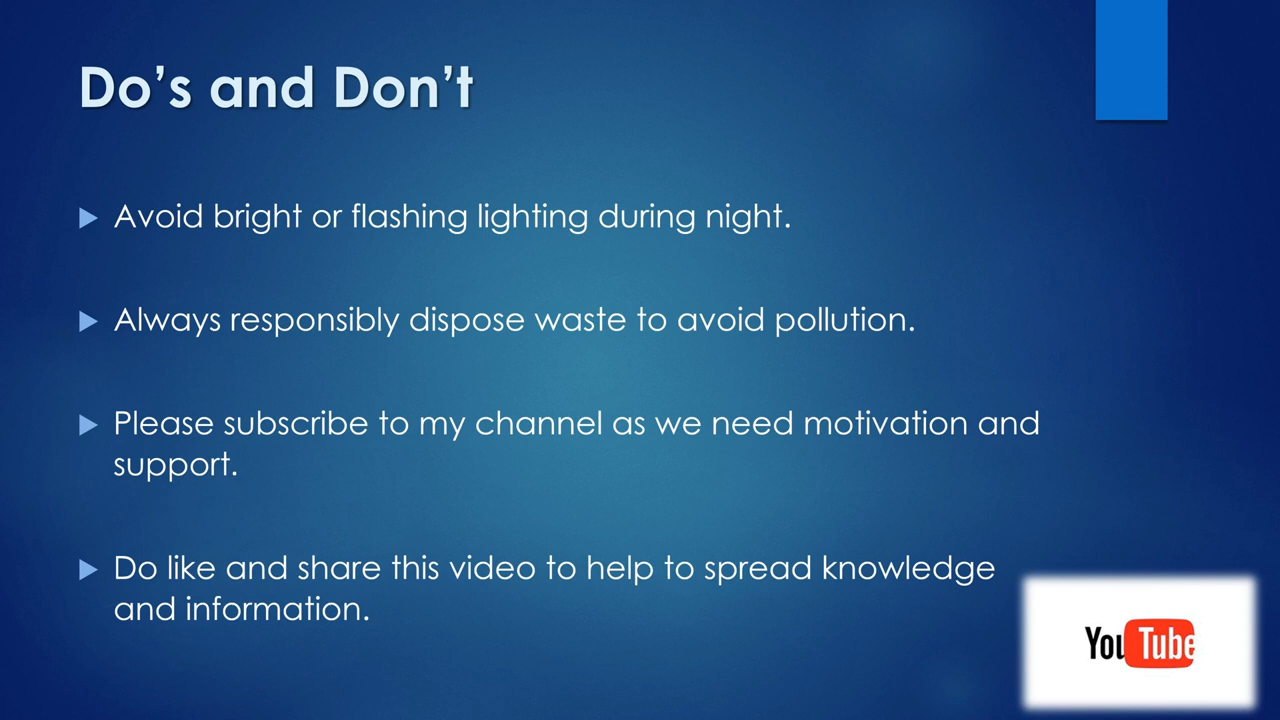 Do’s and Don’t
Avoid bright or flashing lighting during night.
Always responsibly dispose waste to avoid pollution.
Please subscribe to my channel as we need motivation and
support.
Do like and share this video to help to spread knowledge
and information.
YouTube